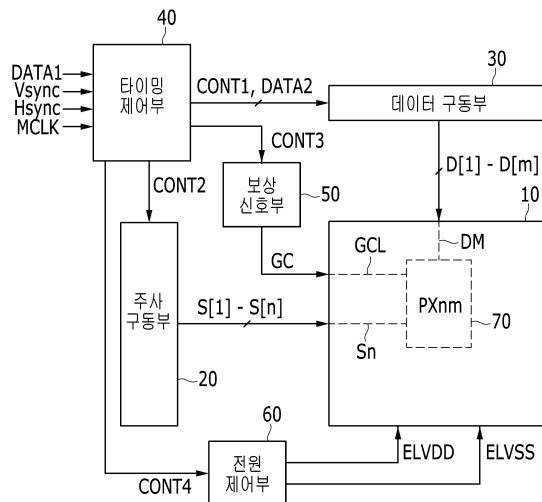 40
DATA1
Vsync
Hsync
MCLK
타이밍
제어부
CONT1, DATA2
30
데이터 구동부
CONT3
CONT2
보상
신호부
50
D[1] - D[m]
10
GC
GCL
DM
PXnm
70
주사
구동부
S[1] - S[n]
Sn
20
60
전원
제어부
CONT4
ELVDD
ELVSS